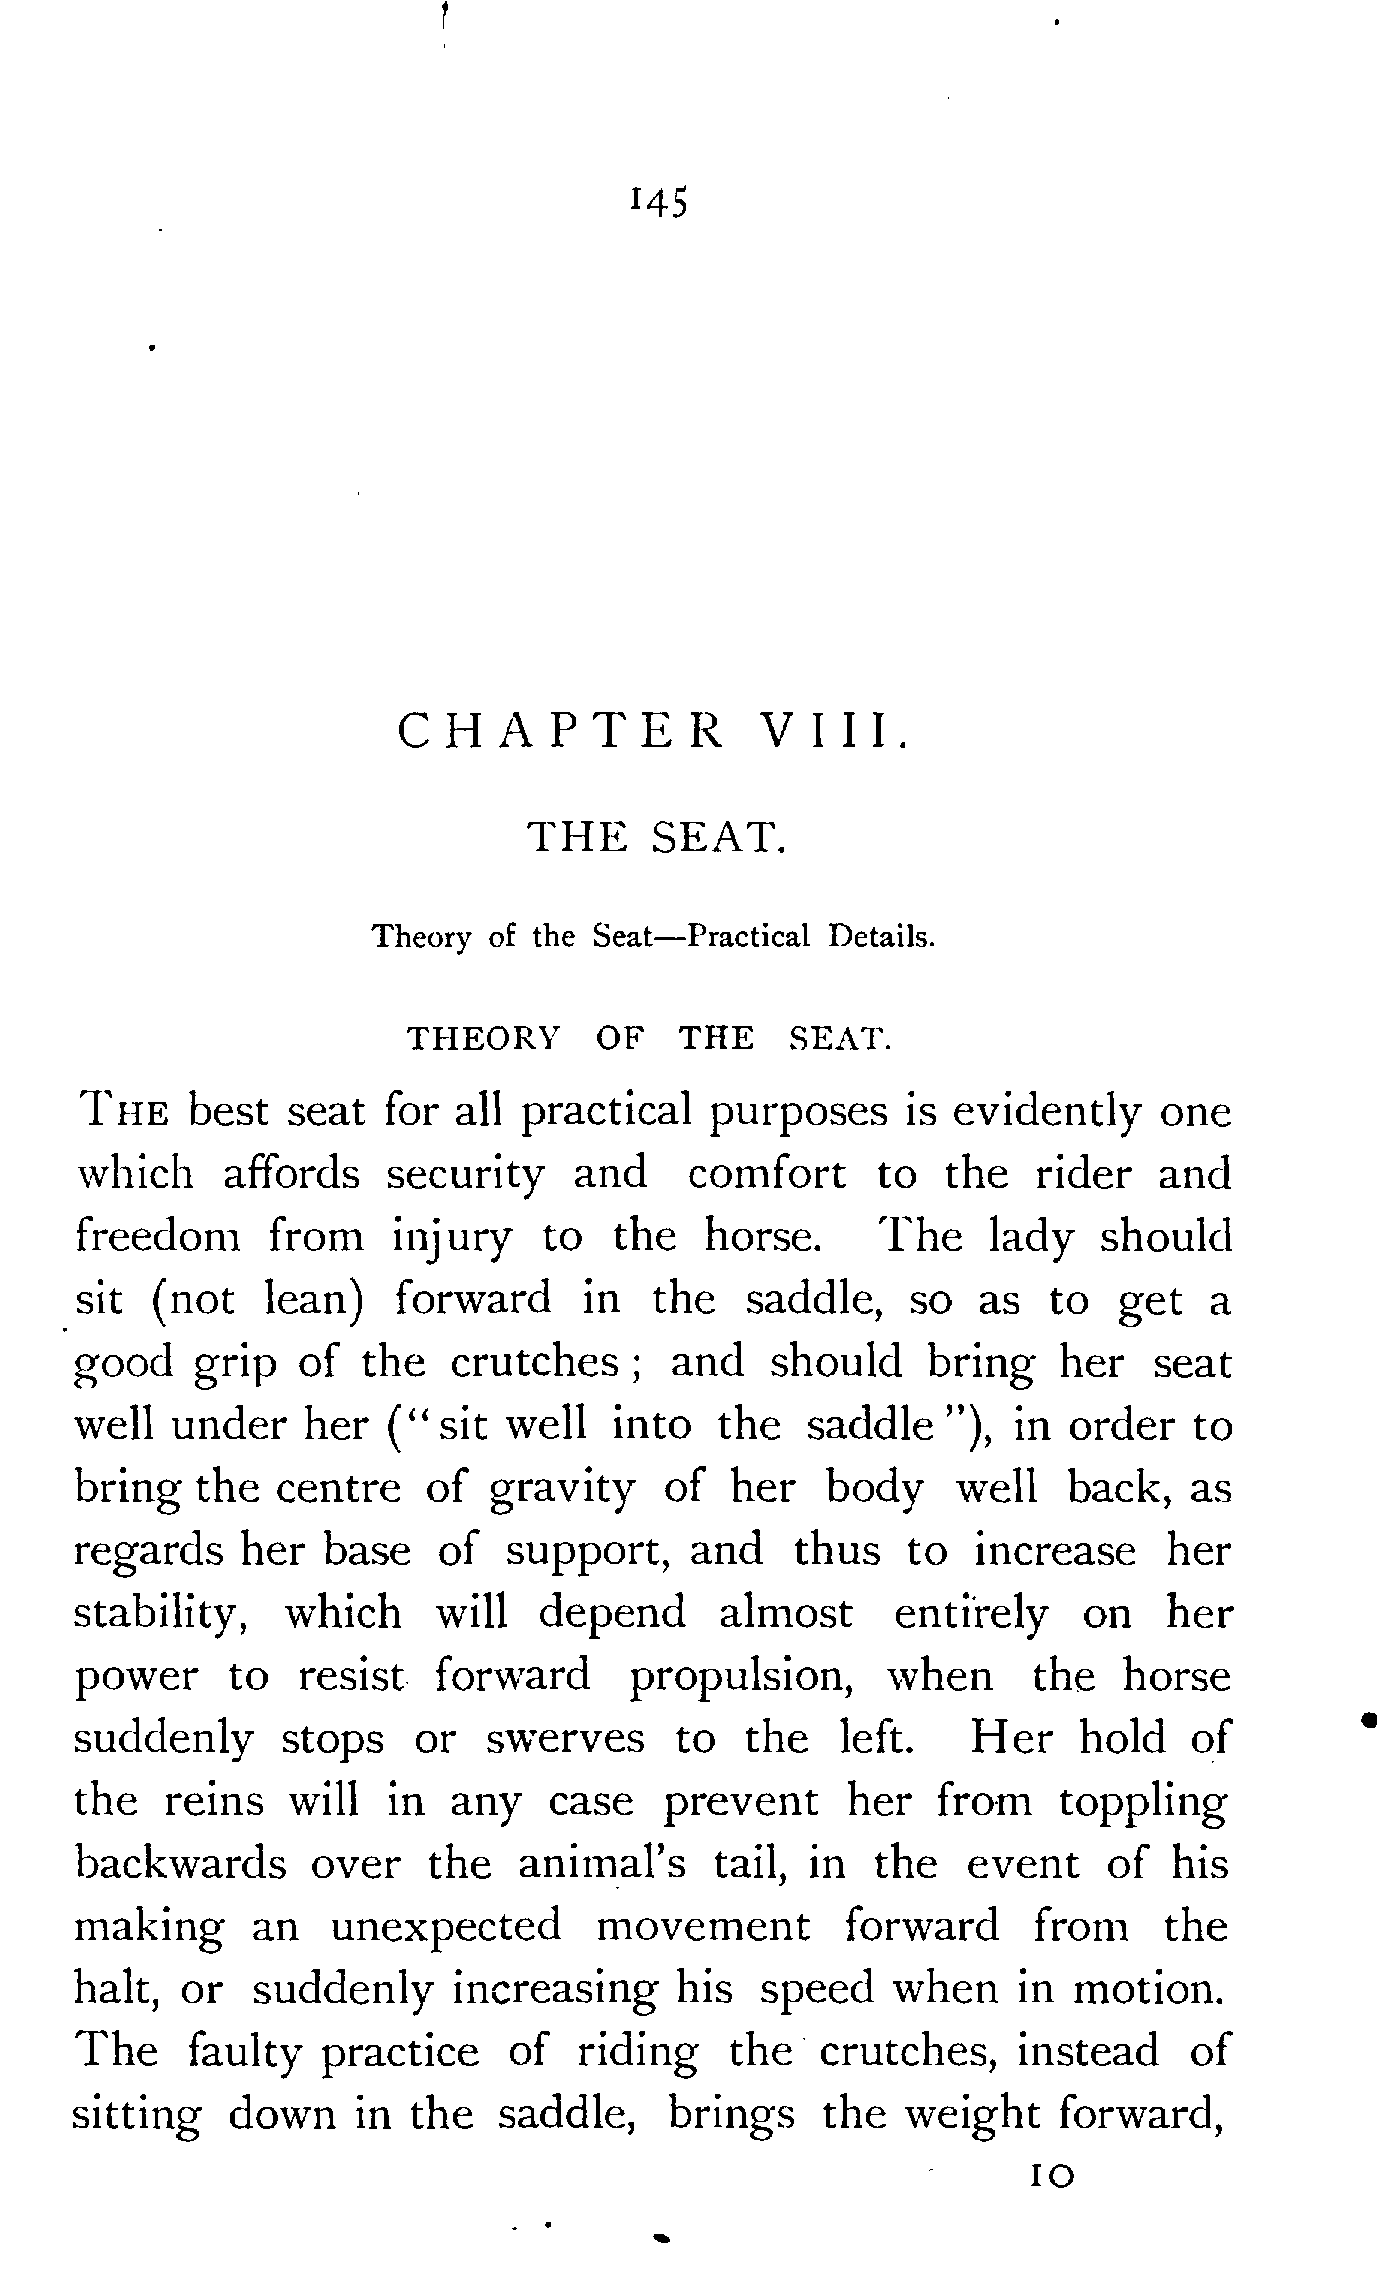 145
CHAPTER VIII.
THE SEAT.
Theory of the Seat—Practical Details.
THEORY OF THE SEAT.
THE best seat for all practical purposes is evidently one
which affords security and comfort to the rider and
freedom from injury to the horse. The lady should
sit (not lean) forward in the saddle, so as to get a
good grip of the crutches ; and should bring her seat
well under her (“ sit well into the saddle ”), in order to
bring the centre of gravity of her body well back, as
regards her base of support, and thus to increase her
stability, which will depend almost entirely on her
power to resist forward propulsion, when the horse
suddenly stops or swerves to the left. Her hold of
the reins will in any case prevent her from toppling
backwards over the animal’s tail, in the event of his
making an unexpected movement forward from the
halt, or suddenly increasing his speed when in motion.
The faulty practice of riding the crutches, instead of
sitting down in the saddle, brings the weight forward,
10